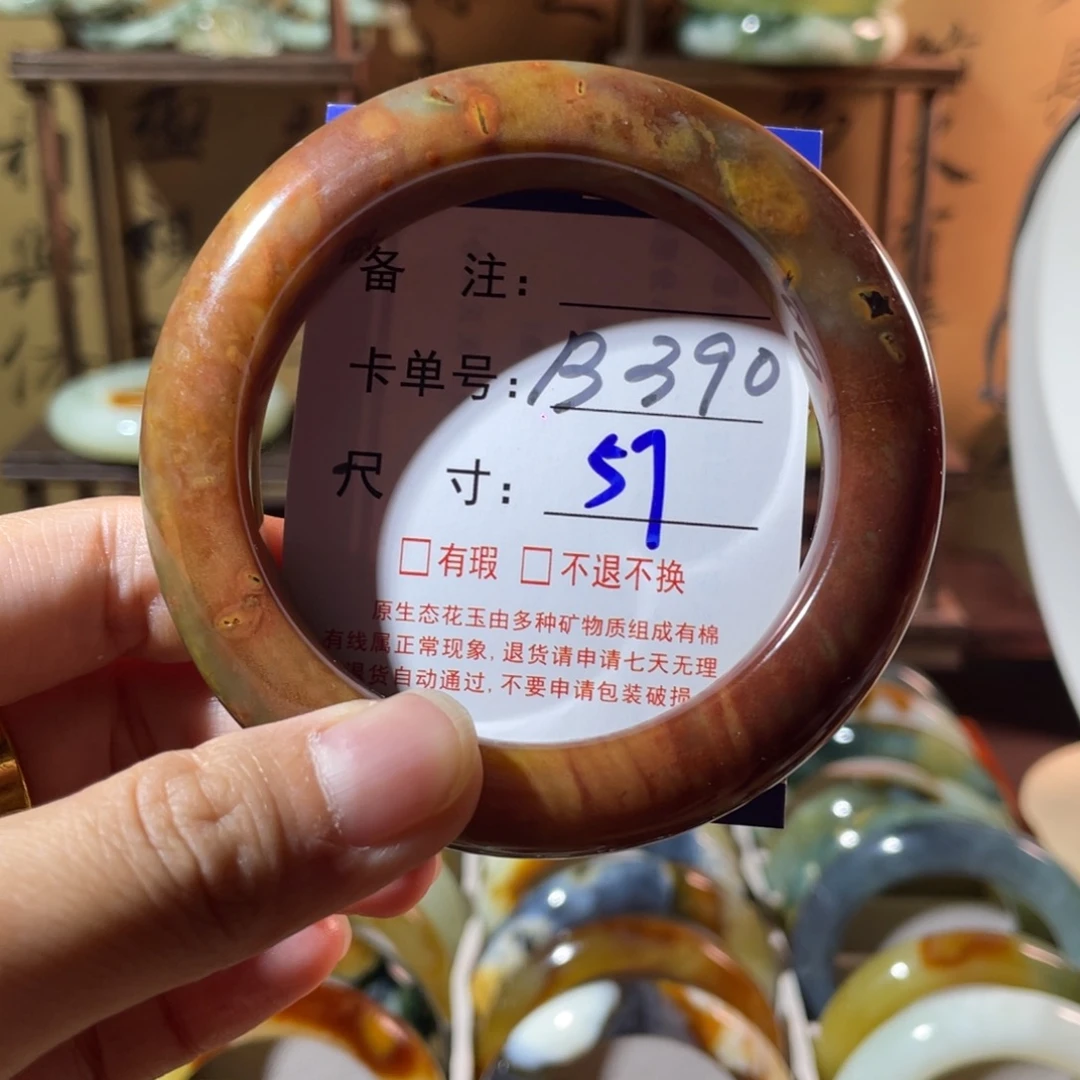 备 注：
卡单号：B390
尺 寸：57
□有瑕 □不退不换
原生态花玉由多种矿物质组成有棉
有线属正常现象，退货请申请七天无理
退货自动通过，不要申请包装破损